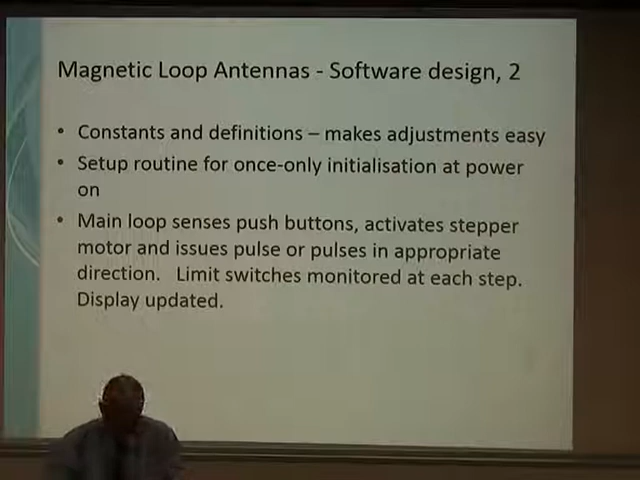 Magnetic Loop Antennas - Software design, 2
• Constants and definitions – makes adjustments easy
• Setup routine for once-only initialisation at power
on
• Main loop senses push buttons, activates stepper
motor and issues pulse or pulses in appropriate
direction. Limit switches monitored at each step.
Display updated.